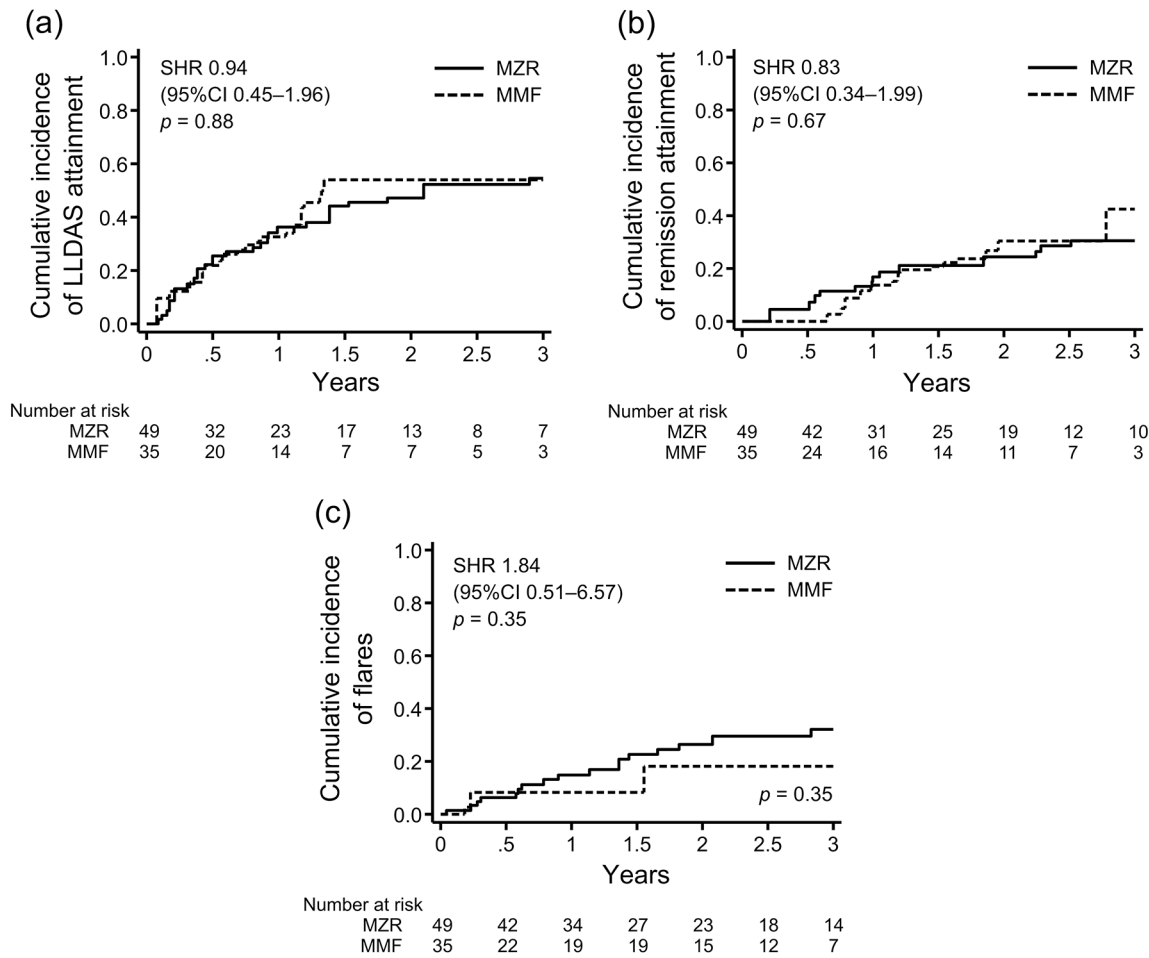 (a)
Cumulative incidence
of LLDAS attainment
1.0
0.8
0.6
0.4
0.2
0.0
SHR 0.94
(95%CI 0.45–1.96)
p = 0.88
MZR
MMF
0 .5 1 1.5 2 2.5 3
Years
Number at risk
MZR 49 32 23 17 13 8 7
MMF 35 20 14 7 7 5 3
(b)
Cumulative incidence
of remission attainment
1.0
0.8
0.6
0.4
0.2
0.0
SHR 0.83
(95%CI 0.34–1.99)
p = 0.67
MZR
MMF
0 .5 1 1.5 2 2.5 3
Years
Number at risk
MZR 49 42 31 25 19 12 10
MMF 35 24 16 14 11 7 3
(c)
Cumulative incidence
of flares
1.0
0.8
0.6
0.4
0.2
0.0
SHR 1.84
(95%CI 0.51–6.57)
p = 0.35
MZR
MMF
p = 0.35
0 .5 1 1.5 2 2.5 3
Years
Number at risk
MZR 49 42 34 27 23 18 14
MMF 35 22 19 19 15 12 7